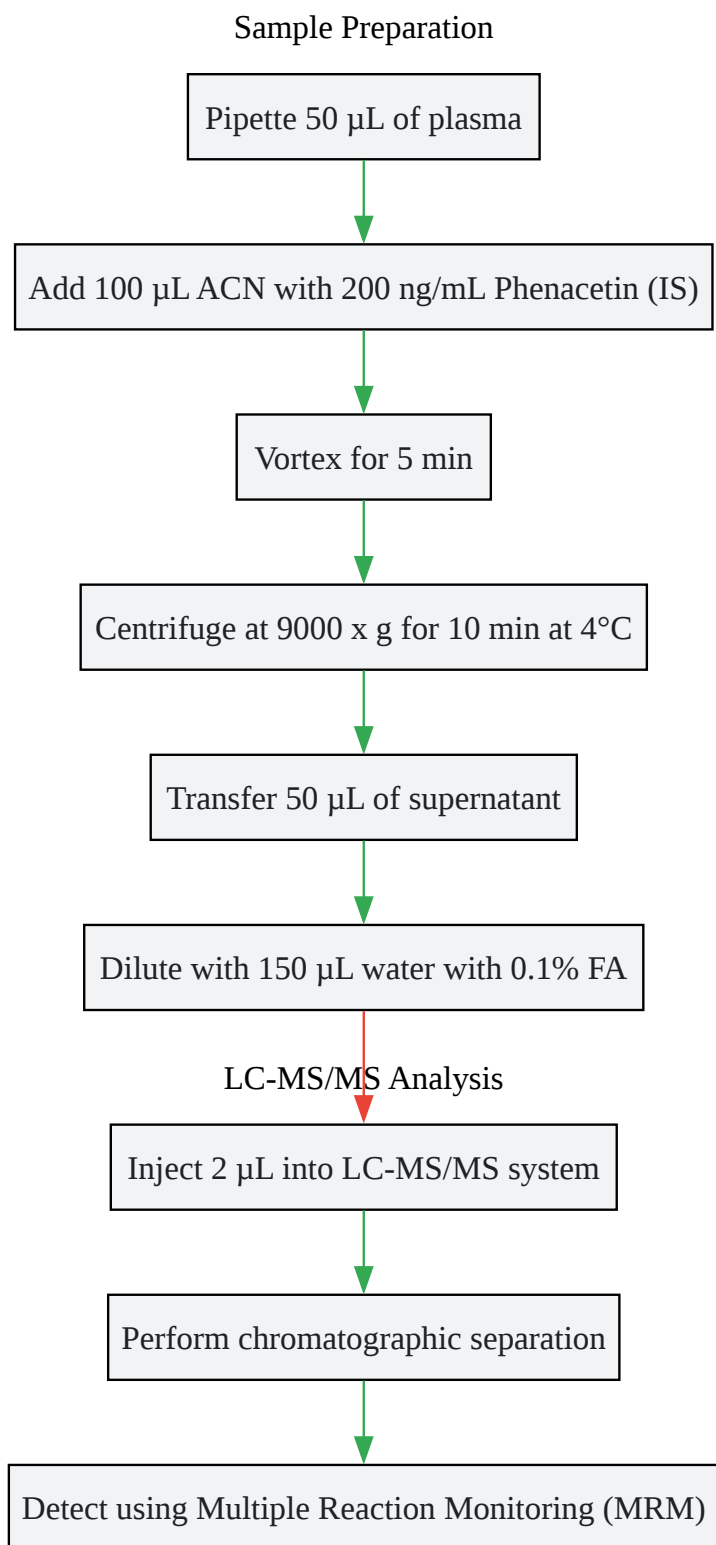 Sample Preparation
Pipette 50 µL of plasma
Add 100 µL ACN with 200 ng/mL Phenacetin (IS)
Vortex for 5 min
Centrifuge at 9000 x g for 10 min at 4°C
Transfer 50 µL of supernatant
Dilute with 150 µL water with 0.1% FA
LC-MS/MS Analysis
Inject 2 µL into LC-MS/MS system
Perform chromatographic separation
Detect using Multiple Reaction Monitoring (MRM)